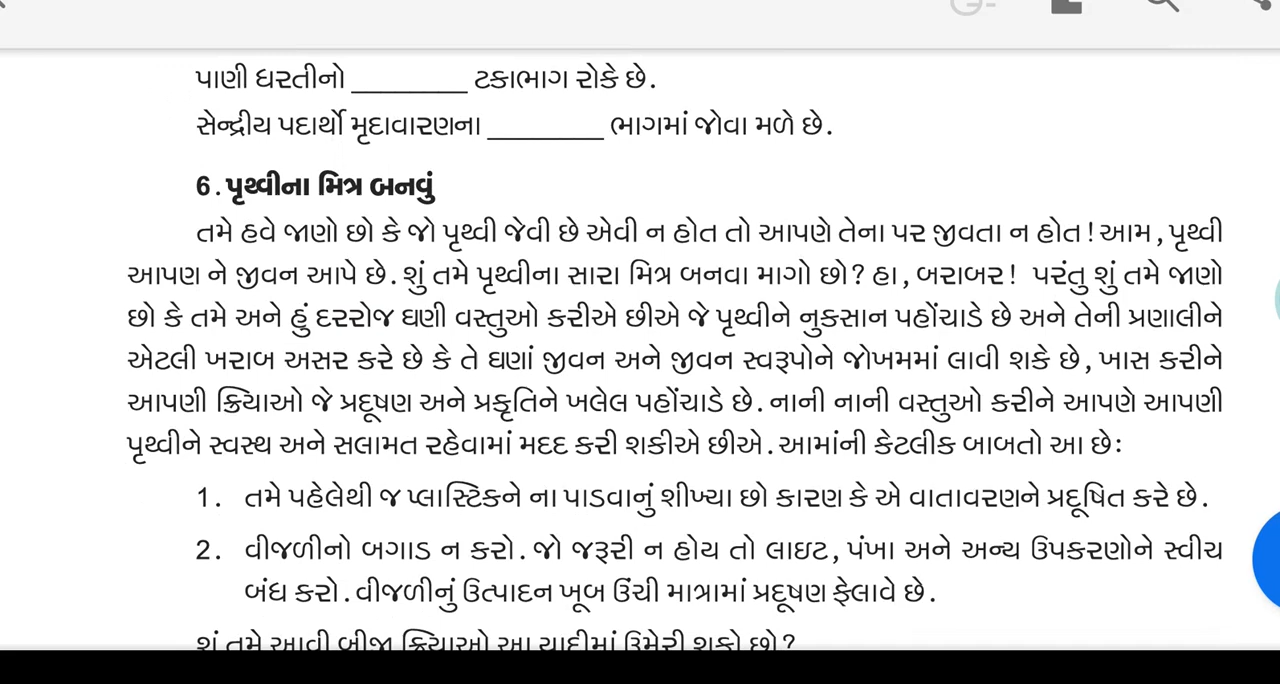 પાણી ધરતીનો ________ ટકાભાગ રોકે છે.
સેન્દ્રીય પદાર્થો મૃદાવારણના ________ ભાગમાં જોવા મળે છે.
6.પૃથ્વીના મિત્ર બનવું
તમે હવે જાણો છો કે જો પૃથ્વી જેવી છે એવી ન હોત તો આપણે તેના પર જીવતા ન હોત! આમ, પૃથ્વી
આપણ ને જીવન આપે છે. શું તમે પૃથ્વીના સારા મિત્ર બનવા માગો છો? હા, બરાબર! પરંતુ શું તમે જાણો
છો કે તમે અને હું દરરોજ ઘણી વસ્તુઓ કરીએ છીએ જે પૃથ્વીને નુકસાન પહોંચાડે છે અને તેની પ્રણાલીને
એટલી ખરાબ અસર કરે છે કે તે ઘણાં જીવન અને જીવન સ્વરૂપોને જોખમમાં લાવી શકે છે, ખાસ કરીને
આપણી ક્રિયાઓ જે પ્રદૂષણ અને પ્રકૃતિને ખલેલ પહોંચાડે છે. નાની નાની વસ્તુઓ કરીને આપણે આપણી
પૃથ્વીને સ્વસ્થ અને સલામત રહેવામાં મદદ કરી શકીએ છીએ. આમાંની કેટલીક બાબતો આ છેઃ
1. તમે પહેલેથી જ પ્લાસ્ટિકને ના પાડવાનું શીખ્યા છો કારણ કે એ વાતાવરણને પ્રદૂષિત કરે છે.
2. વીજળીનો બગાડ ન કરો. જો જરૂરી ન હોય તો લાઇટ, પંખા અને અન્ય ઉપકરણોને સ્વીચ
બંધ કરો. વીજળીનું ઉત્પાદન ખૂબ ઉંચી માત્રામાં પ્રદૂષણ ફેલાવે છે.
શું તમે આવી બીજી ક્રિયાઓ આ યાદીમાં ઉમેરી શકો છો?